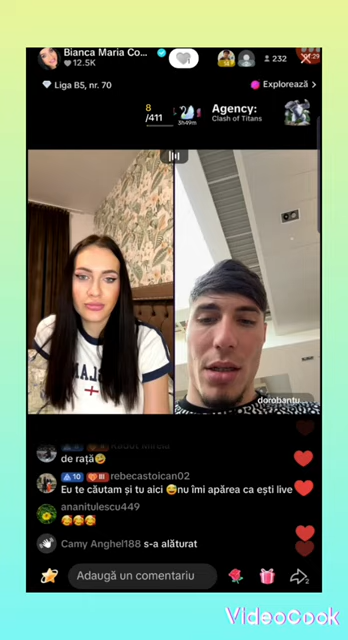 Bianca Maria Co...
12.5K
232
Liga B5, nr. 70
Explorează >
8
/411
3h49m
Agency:
Clash of Titans
dorobantu...
de rață🤣
10 III rebecastoican02
Eu te căutam și tu aici 😅nu îmi apărea ca ești live
ananitulescu449
🥰🥰🥰
Camy Anghel188 s-a alăturat
Adaugă un comentariu
2
VideoCook